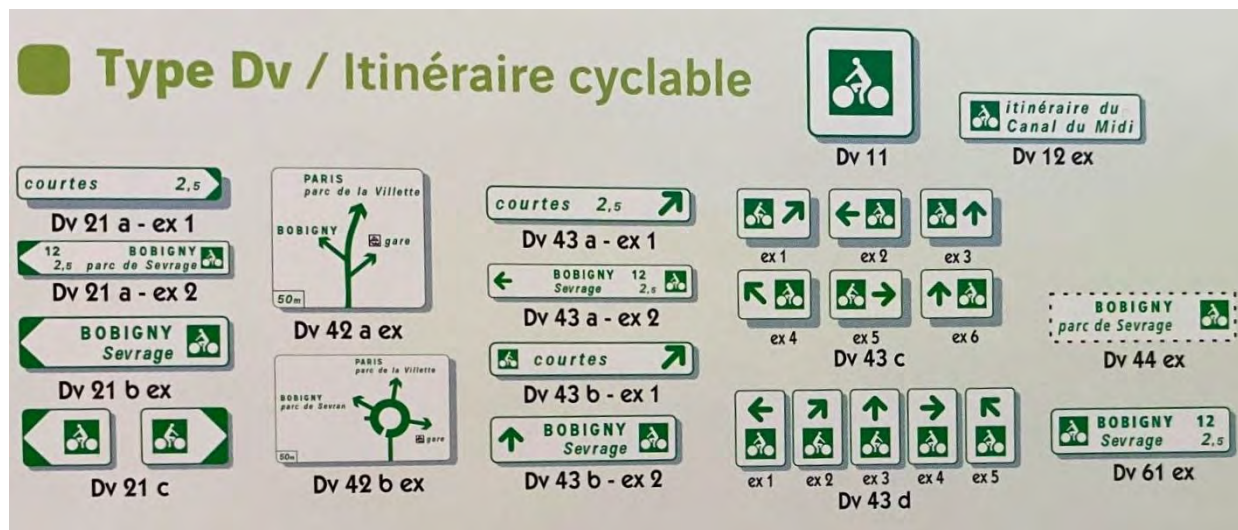 Type Dv / Itinéraire cyclable
Dv 11
itinéraire du
Canal du Midi
Dv 12 ex
courtes 2,5
Dv 21 a - ex 1
12 BOBIGNY
2,5 parc de Sevrage
Dv 21 a - ex 2
BOBIGNY
Sevrage
Dv 21 b ex
Dv 21 c
PARIS
parc de la Villette
BOBIGNY
gare
50m
Dv 42 a ex
PARIS
parc de la Villette
BOBIGNY
parc de Sevran
gare
50m
Dv 42 b ex
courtes 2,5
Dv 43 a - ex 1
BOBIGNY 12
Sevrage 2,5
Dv 43 a - ex 2
courtes
Dv 43 b - ex 1
BOBIGNY
Sevrage
Dv 43 b - ex 2
ex 1 ex 2 ex 3
ex 4 ex 5 ex 6
Dv 43 c
ex 1 ex 2 ex 3 ex 4 ex 5
Dv 43 d
BOBIGNY
parc de Sevrage
Dv 44 ex
BOBIGNY 12
Sevrage 2,5
Dv 61 ex